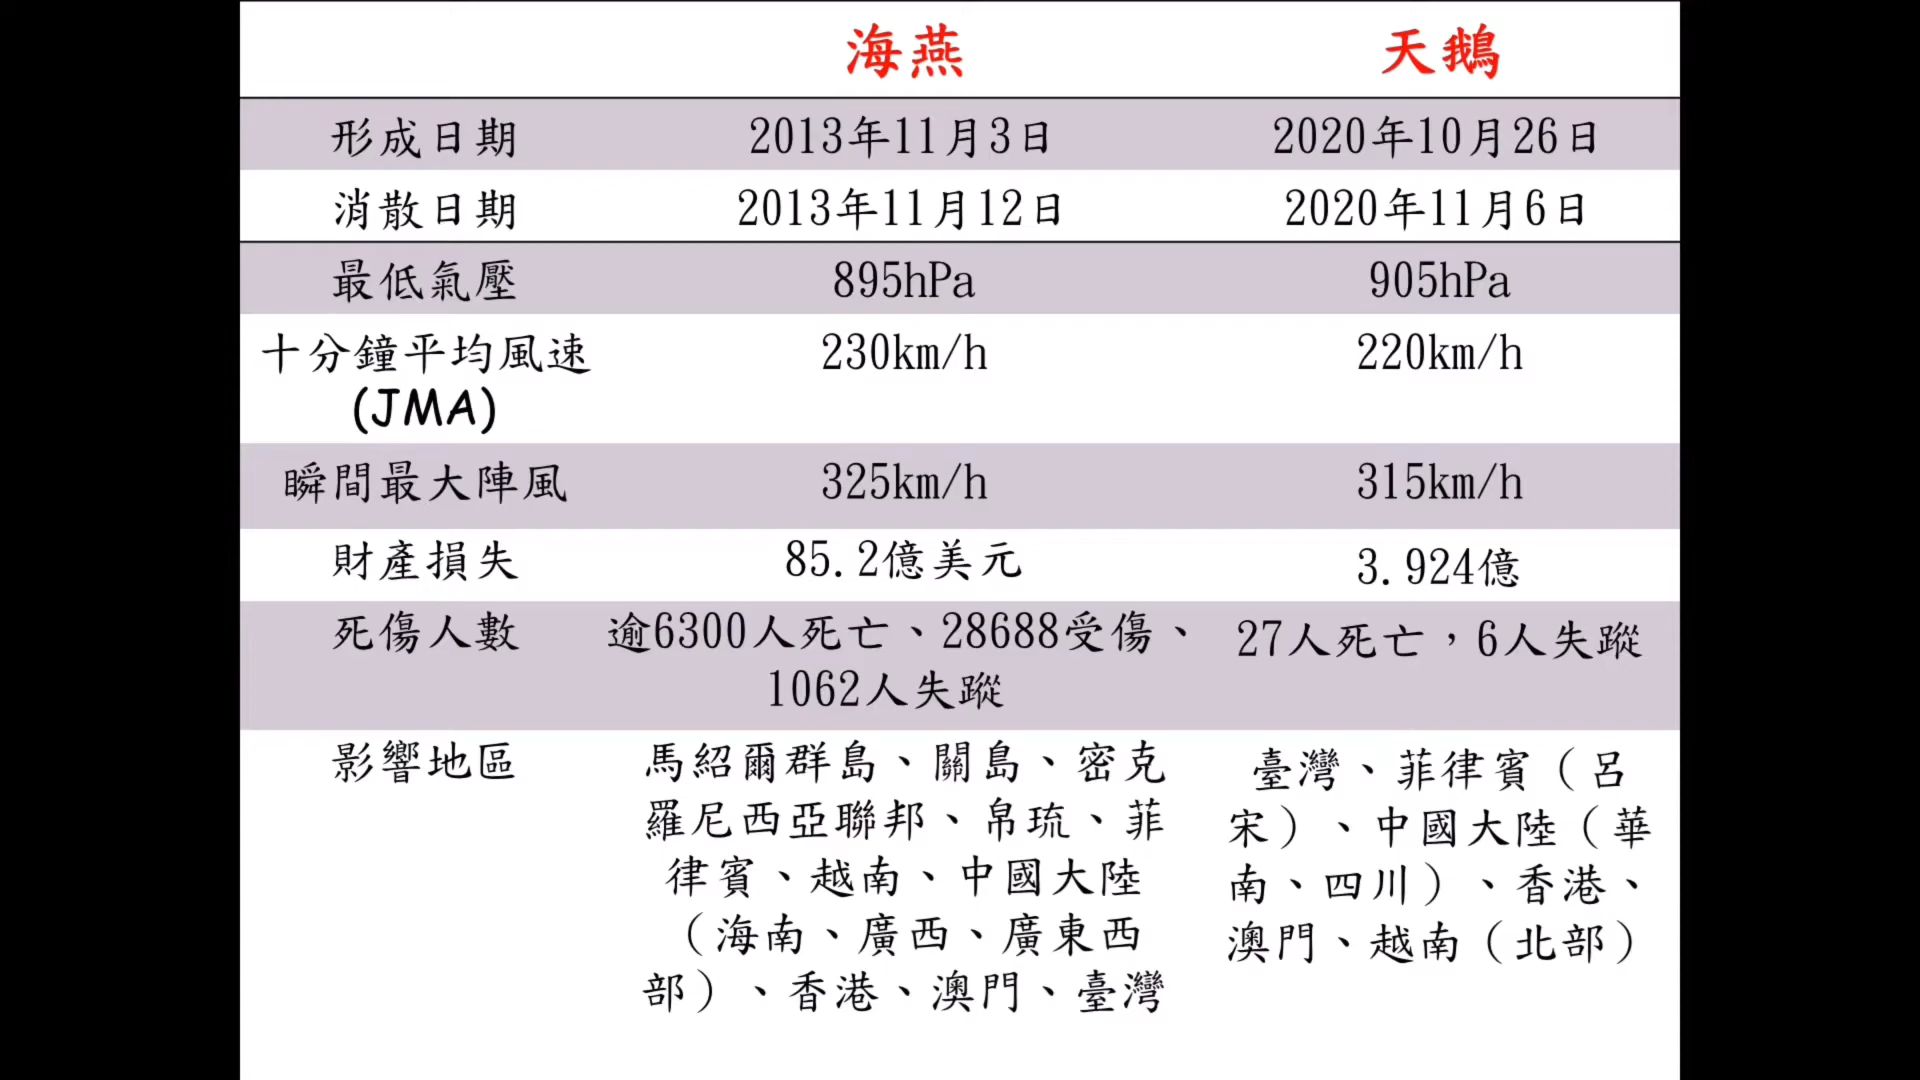 海燕 天鵝
形成日期 2013年11月3日 2020年10月26日
消散日期 2013年11月12日 2020年11月6日
最低氣壓 895hPa 905hPa
十分鐘平均風速 230km/h 220km/h
(JMA)
瞬間最大陣風 325km/h 315km/h
財產損失 85.2億美元 3.924億
死傷人數 逾6300人死亡、28688受傷、 27人死亡，6人失蹤
1062人失蹤
影響地區 馬紹爾群島、關島、密克 臺灣、菲律賓（呂
羅尼西亞聯邦、帛琉、菲 宋）、中國大陸（華
律賓、越南、中國大陸 南、四川）、香港、
（海南、廣西、廣東西 澳門、越南（北部）
部）、香港、澳門、臺灣